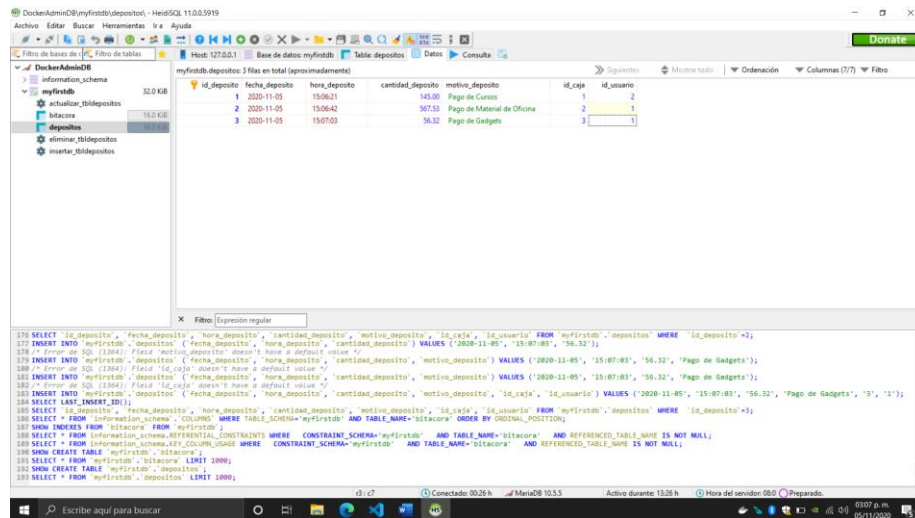 DockerAdminDB\myfirstdb\depositos\ - HeidiSQL 11.0.0.5919
Archivo Editar Buscar Herramientas Ir a Ayuda
Donate
Filtro de bases de d Filtro de tablas
Host: 127.0.0.1 Base de datos: myfirstdb Tabla: depositos Datos Consulta
DockerAdminDB
information_schema
myfirstdb 32.0 KiB
actualizar_tbldepositos
bitacora 16.0 KiB
depositos 16.0 KiB
eliminar_tbldepositos
insertar_tbldepositos
myfirstdb.depositos: 3 filas en total (aproximadamente)
Siguientes Mostrar todo Ordenación Columnas (7/7) Filtro
id_deposito fecha_deposito hora_deposito cantidad_deposito motivo_deposito id_caja id_usuario
1 2020-11-05 15:06:21 145.00 Pago de Cursos 1 2
2 2020-11-05 15:06:42 567.53 Pago de Material de Oficina 2 1
3 2020-11-05 15:07:03 56.32 Pago de Gadgets 3 1
Filtro: Expresión regular
176 SELECT `id_deposito`, `fecha_deposito`, `hora_deposito`, `cantidad_deposito`, `motivo_deposito`, `id_caja`, `id_usuario` FROM `myfirstdb`.`depositos` WHERE `id_deposito`=2;
177 INSERT INTO `myfirstdb`.`depositos` (`fecha_deposito`, `hora_deposito`, `cantidad_deposito`) VALUES ('2020-11-05', '15:07:03', '56.32');
178 /* Error de SQL (1364): Field 'motivo_deposito' doesn't have a default value */
179 INSERT INTO `myfirstdb`.`depositos` (`fecha_deposito`, `hora_deposito`, `cantidad_deposito`, `motivo_deposito`) VALUES ('2020-11-05', '15:07:03', '56.32', 'Pago de Gadgets');
180 /* Error de SQL (1364): Field 'id_caja' doesn't have a default value */
181 INSERT INTO `myfirstdb`.`depositos` (`fecha_deposito`, `hora_deposito`, `cantidad_deposito`, `motivo_deposito`) VALUES ('2020-11-05', '15:07:03', '56.32', 'Pago de Gadgets');
182 /* Error de SQL (1364): Field 'id_caja' doesn't have a default value */
183 INSERT INTO `myfirstdb`.`depositos` (`fecha_deposito`, `hora_deposito`, `cantidad_deposito`, `motivo_deposito`, `id_caja`, `id_usuario`) VALUES ('2020-11-05', '15:07:03', '56.32', 'Pago de Gadgets', '3', '1');
184 SELECT LAST_INSERT_ID();
185 SELECT `id_deposito`, `fecha_deposito`, `hora_deposito`, `cantidad_deposito`, `motivo_deposito`, `id_caja`, `id_usuario` FROM `myfirstdb`.`depositos` WHERE `id_deposito`=3;
186 SELECT * FROM `information_schema`.`COLUMNS` WHERE TABLE_SCHEMA='myfirstdb' AND TABLE_NAME='bitacora' ORDER BY ORDINAL_POSITION;
187 SHOW INDEXES FROM `bitacora` FROM `myfirstdb`;
188 SELECT * FROM information_schema.REFERENTIAL_CONSTRAINTS WHERE CONSTRAINT_SCHEMA='myfirstdb' AND TABLE_NAME='bitacora' AND REFERENCED_TABLE_NAME IS NOT NULL;
189 SELECT * FROM information_schema.KEY_COLUMN_USAGE WHERE CONSTRAINT_SCHEMA='myfirstdb' AND TABLE_NAME='bitacora' AND REFERENCED_TABLE_NAME IS NOT NULL;
190 SHOW CREATE TABLE `myfirstdb`.`bitacora`;
191 SELECT * FROM `myfirstdb`.`bitacora` LIMIT 1000;
192 SHOW CREATE TABLE `myfirstdb`.`depositos`;
193 SELECT * FROM `myfirstdb`.`depositos` LIMIT 1000;
r3 : c7 Conectado: 00:26 h MariaDB 10.5.5 Activo durante: 13:26 h Hora del servidor: 08:0 Preparado.
Escribe aquí para buscar
03:07 p. m.
05/11/2020